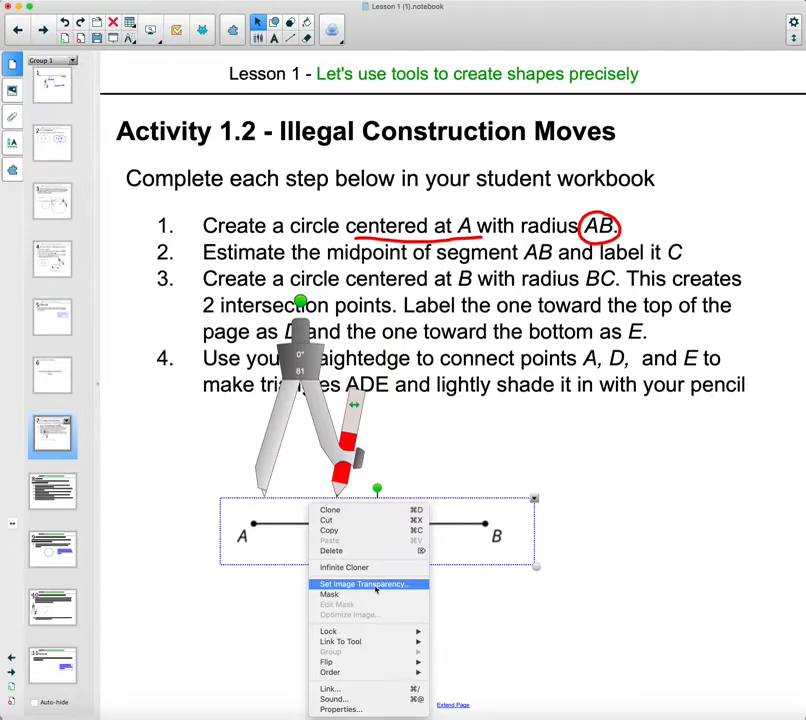 Lesson 1 (1).notebook
Group 1
Lesson 1 - Let's use tools to create shapes precisely
Activity 1.2 - Illegal Construction Moves
Complete each step below in your student workbook
1. Create a circle centered at A with radius AB.
2. Estimate the midpoint of segment AB and label it C
3. Create a circle centered at B with radius BC. This creates
2 intersection points. Label the one toward the top of the
page as D and the one toward the bottom as E.
4. Use your straightedge to connect points A, D, and E to
make triangles ADE and lightly shade it in with your pencil
0°
81
A
B
Clone ⌘D
Cut ⌘X
Copy ⌘C
Paste ⌘V
Delete ⌦
Infinite Cloner
Set Image Transparency...
Mask
Edit Mask
Optimize Image...
Lock
Link To Tool
Group
Flip
Order
Link... ⌘/
Sound... ⌘@
Properties...
Extend Page
Auto-hide